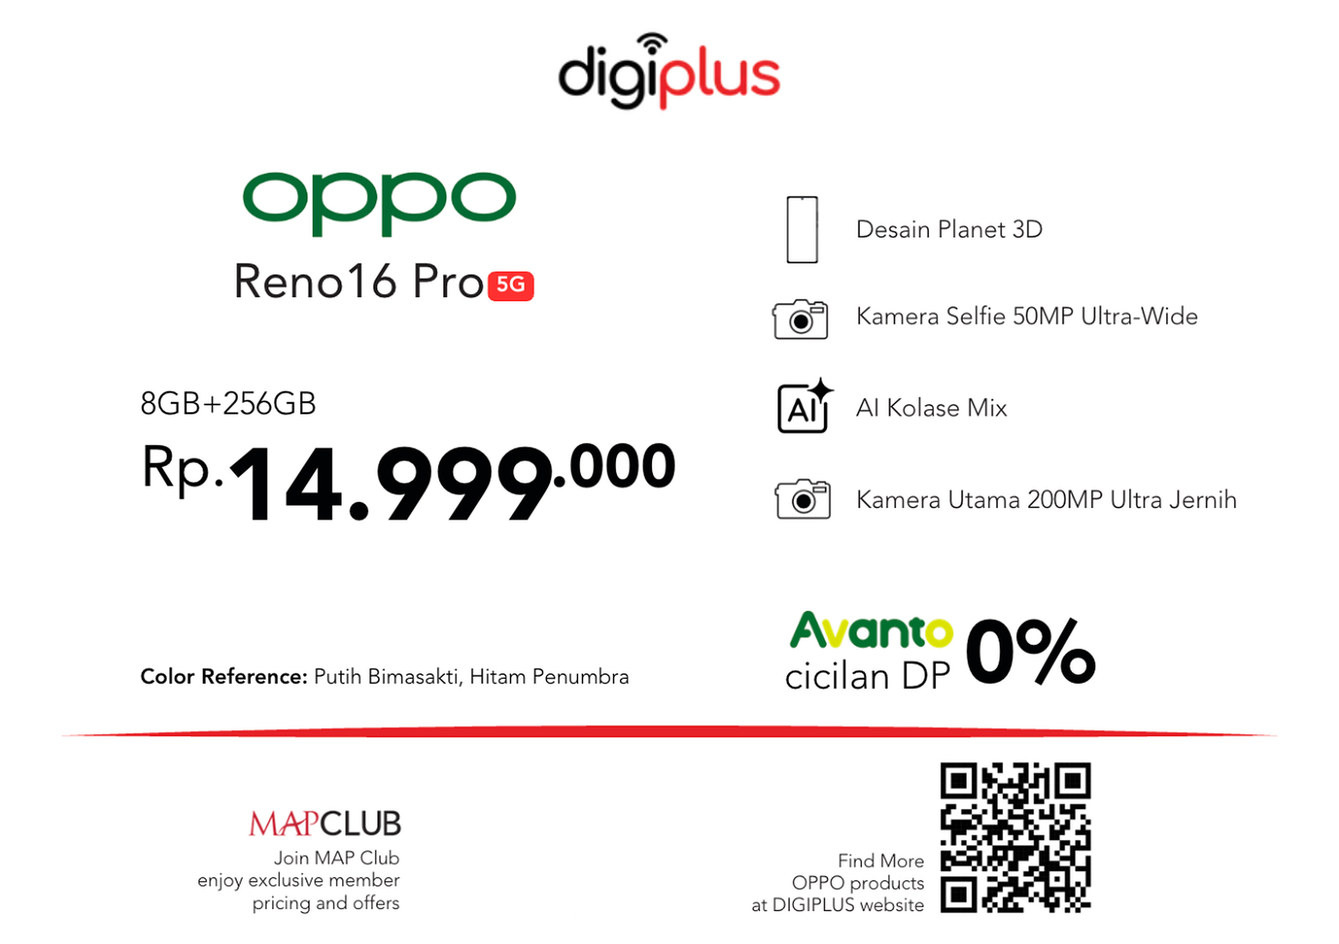 digiplus
oppo
Reno16 Pro 5G
8GB+256GB
Rp.14.999.000
Color Reference: Putih Bimasakti, Hitam Penumbra
Desain Planet 3D
Kamera Selfie 50MP Ultra-Wide
AI
AI Kolase Mix
Kamera Utama 200MP Ultra Jernih
Avanto
cicilan DP 0%
MAPCLUB
Join MAP Club
enjoy exclusive member
pricing and offers
Find More
OPPO products
at DIGIPLUS website